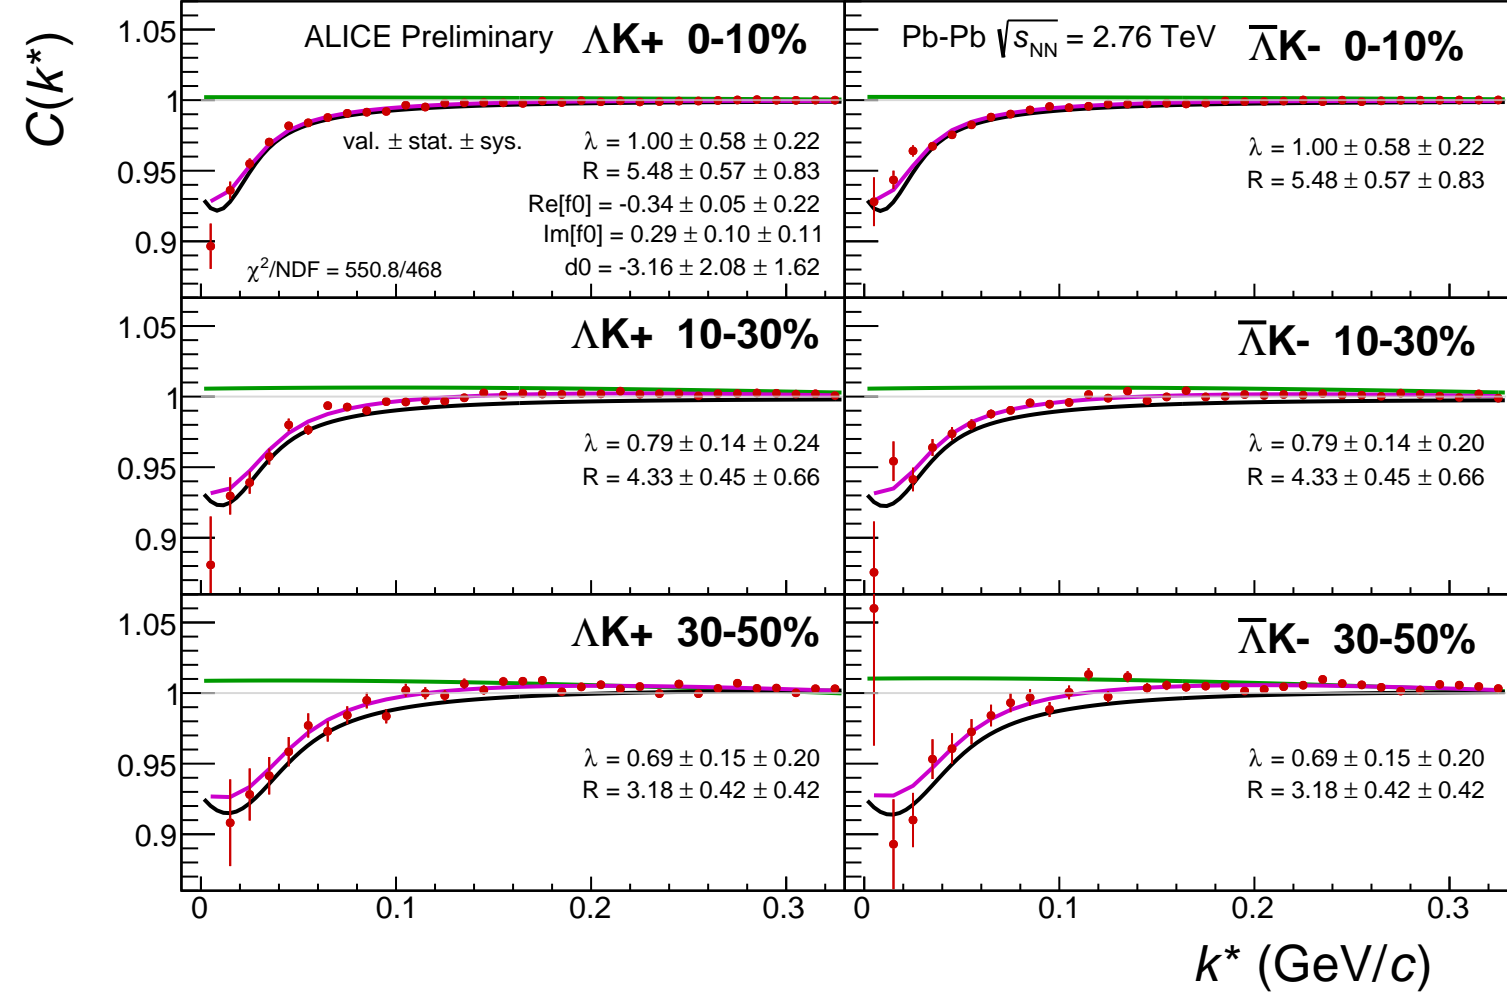 C(k*)
ALICE Preliminary ΛK+ 0-10%
1.05
1
0.95
0.9
val. ± stat. ± sys.
λ = 1.00 ± 0.58 ± 0.22
R = 5.48 ± 0.57 ± 0.83
Re[f0] = -0.34 ± 0.05 ± 0.22
Im[f0] = 0.29 ± 0.10 ± 0.11
d0 = -3.16 ± 2.08 ± 1.62
χ²/NDF = 550.8/468
Pb-Pb √s_NN = 2.76 TeV Λ̅K- 0-10%
λ = 1.00 ± 0.58 ± 0.22
R = 5.48 ± 0.57 ± 0.83
1.05
1
0.95
0.9
ΛK+ 10-30%
λ = 0.79 ± 0.14 ± 0.24
R = 4.33 ± 0.45 ± 0.66
Λ̅K- 10-30%
λ = 0.79 ± 0.14 ± 0.20
R = 4.33 ± 0.45 ± 0.66
1.05
1
0.95
0.9
ΛK+ 30-50%
λ = 0.69 ± 0.15 ± 0.20
R = 3.18 ± 0.42 ± 0.42
Λ̅K- 30-50%
λ = 0.69 ± 0.15 ± 0.20
R = 3.18 ± 0.42 ± 0.42
0 0.1 0.2 0.3 0 0.1 0.2 0.3
k* (GeV/c)